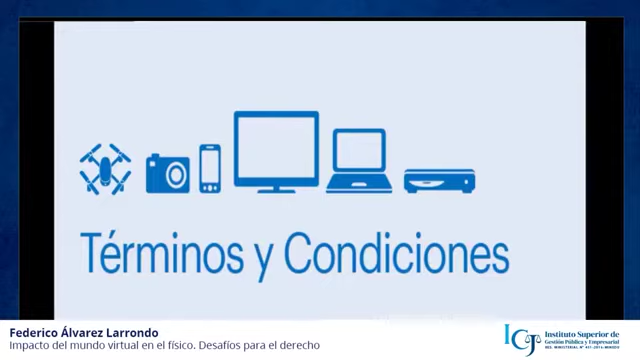 Términos y Condiciones
Federico Álvarez Larrondo
Impacto del mundo virtual en el físico. Desafíos para el derecho
ICJ
Instituto Superior de
Gestión Pública y Empresarial